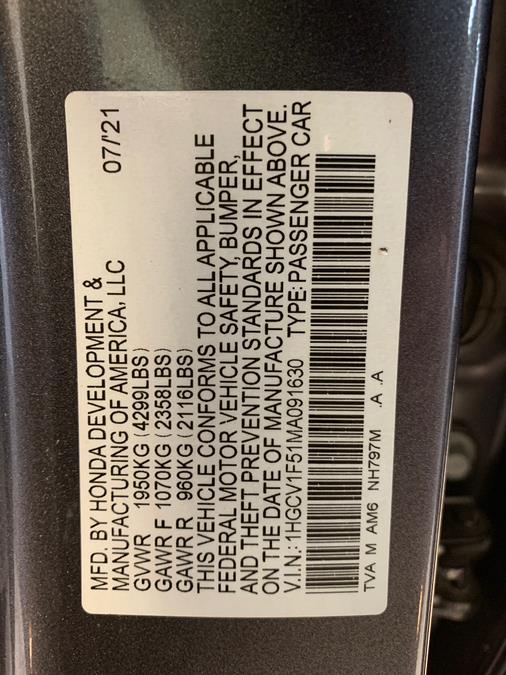 MFD. BY HONDA DEVELOPMENT &
MANUFACTURING OF AMERICA, LLC 07/'21
GVWR 1950KG (4299LBS)
GAWR F 1070KG (2358LBS)
GAWR R 960KG (2116LBS)
THIS VEHICLE CONFORMS TO ALL APPLICABLE
FEDERAL MOTOR VEHICLE SAFETY, BUMPER,
AND THEFT PREVENTION STANDARDS IN EFFECT
ON THE DATE OF MANUFACTURE SHOWN ABOVE.
V.I.N.: 1HGCV1F51MA091630 TYPE: PASSENGER CAR
TVA M AM6 NH797M .A .A